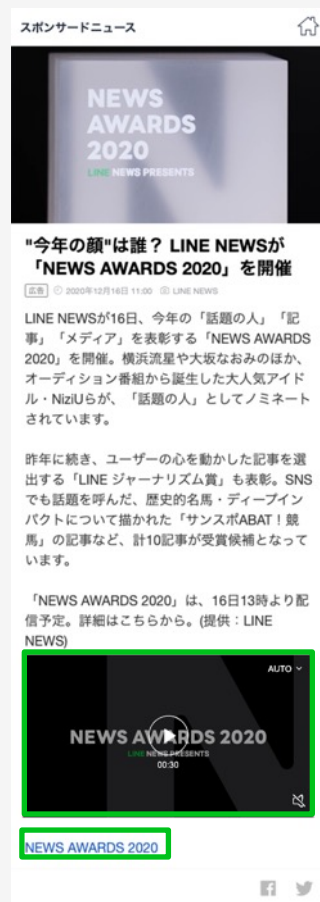 スポンサードニュース
NEWS
AWARDS
2020
LINE NEWS PRESENTS
"今年の顔"は誰？ LINE NEWSが
「NEWS AWARDS 2020」を開催
広告 2020年12月16日 11:00 LINE NEWS
LINE NEWSが16日、今年の「話題の人」「記
事」「メディア」を表彰する「NEWS AWARDS
2020」を開催。横浜流星や大坂なおみのほか、
オーディション番組から誕生した大人気アイド
ル・NiziUらが、「話題の人」としてノミネート
されています。
昨年に続き、ユーザーの心を動かした記事を選
出する「LINE ジャーナリズム賞」も表彰。SNS
でも話題を呼んだ、歴史的名馬・ディープイン
パクトについて描かれた「サンスポABAT！競
馬」の記事など、計10記事が受賞候補となって
います。
「NEWS AWARDS 2020」は、16日13時より配
信予定。詳細はこちらから。(提供：LINE
NEWS)
AUTO
NEWS AWARDS 2020
LINE NEWS PRESENTS
00:30
NEWS AWARDS 2020